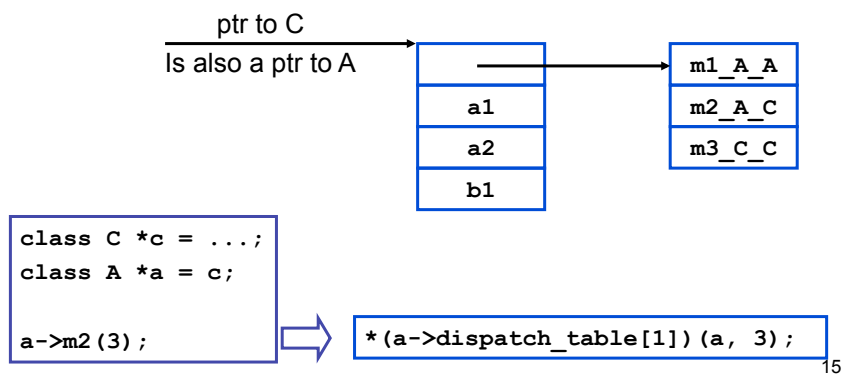 ptr to C
Is also a ptr to A
m1_A_A
a1
m2_A_C
a2
m3_C_C
b1
class C *c = ...;
class A *a = c;
a->m2(3);
*(a->dispatch_table[1])(a, 3);
15